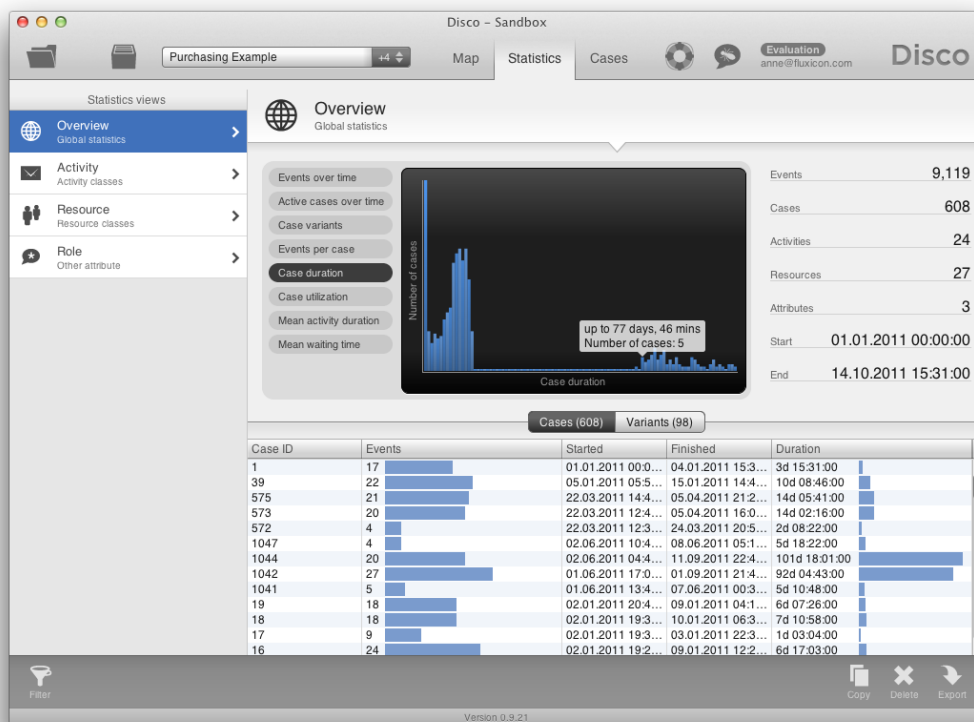 Disco – Sandbox
Purchasing Example
+4
Map
Statistics
Cases
Evaluation
anne@fluxicon.com
Disco
Statistics views
Overview
Global statistics
Activity
Activity classes
Resource
Resource classes
Role
Other attribute
Overview
Global statistics
Events over time
Active cases over time
Case variants
Events per case
Case duration
Case utilization
Mean activity duration
Mean waiting time
Number of cases
up to 77 days, 46 mins
Number of cases: 5
Case duration
Events 9,119
Cases 608
Activities 24
Resources 27
Attributes 3
Start 01.01.2011 00:00:00
End 14.10.2011 15:31:00
Cases (608) Variants (98)
Case ID Events Started Finished Duration
1 17 01.01.2011 00:0... 04.01.2011 15:3... 3d 15:31:00
39 22 05.01.2011 05:5... 15.01.2011 14:4... 10d 08:46:00
575 21 22.03.2011 14:4... 05.04.2011 21:2... 14d 05:41:00
573 20 22.03.2011 12:4... 05.04.2011 16:0... 14d 02:16:00
572 4 22.03.2011 12:3... 24.03.2011 20:5... 2d 08:22:00
1047 4 02.06.2011 10:4... 08.06.2011 05:1... 5d 18:22:00
1044 20 02.06.2011 04:4... 11.09.2011 22:4... 101d 18:01:00
1042 27 01.06.2011 17:0... 01.09.2011 21:4... 92d 04:43:00
1041 5 01.06.2011 13:4... 07.06.2011 00:3... 5d 10:48:00
19 18 02.01.2011 20:4... 09.01.2011 04:1... 6d 07:26:00
18 18 02.01.2011 19:3... 10.01.2011 06:3... 7d 10:58:00
17 9 02.01.2011 19:3... 03.01.2011 22:3... 1d 03:04:00
16 24 02.01.2011 19:2... 09.01.2011 12:2... 6d 17:03:00
Filter
Copy
Delete
Export
Version 0.9.21